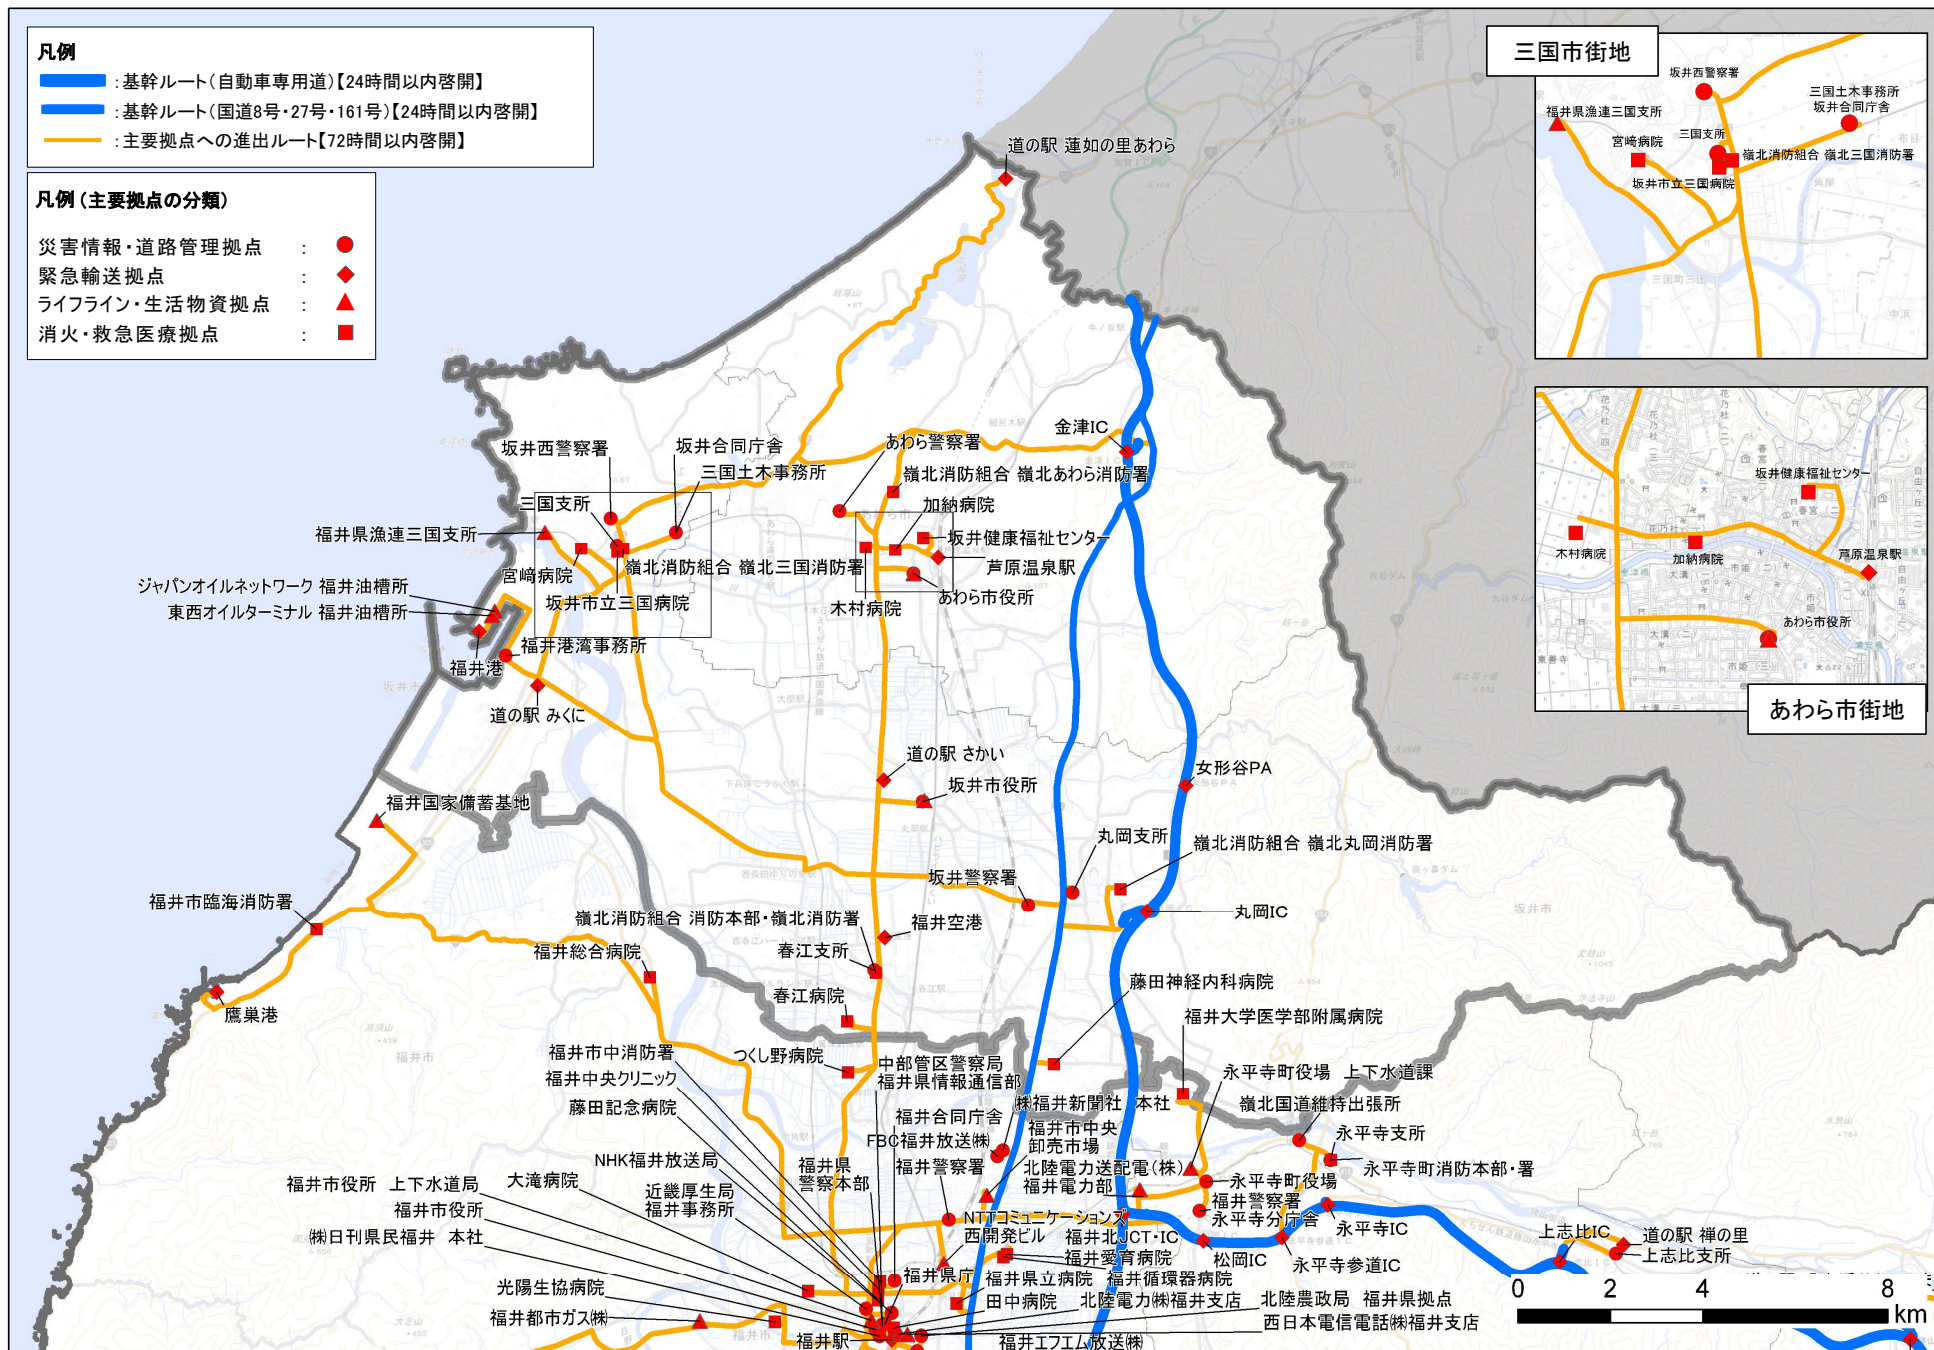 凡例
:基幹ルート(自動車専用道)【24時間以内啓開】
:基幹ルート(国道8号・27号・161号)【24時間以内啓開】
:主要拠点への進出ルート【72時間以内啓開】
凡例(主要拠点の分類)
災害情報・道路管理拠点 :
緊急輸送拠点 :
ライフライン・生活物資拠点 :
消火・救急医療拠点 :
三国市街地
坂井西警察署
三国土木事務所
坂井合同庁舎
福井県漁連三国支所
三国支所
宮﨑病院
嶺北消防組合 嶺北三国消防署
坂井市立三国病院
坂井健康福祉センター
木村病院
加納病院
芦原温泉駅
あわら市役所
あわら市街地
道の駅 蓮如の里あわら
金津IC
坂井西警察署
坂井合同庁舎
三国土木事務所
あわら警察署
嶺北消防組合 嶺北あわら消防署
三国支所
加納病院
福井県漁連三国支所
坂井健康福祉センター
宮﨑病院
嶺北消防組合 嶺北三国消防署
芦原温泉駅
ジャパンオイルネットワーク 福井油槽所
東西オイルターミナル 福井油槽所
坂井市立三国病院
木村病院
あわら市役所
福井港湾事務所
福井港
道の駅 みくに
道の駅 さかい
女形谷PA
坂井市役所
福井国家備蓄基地
丸岡支所
嶺北消防組合 嶺北丸岡消防署
坂井警察署
福井市臨海消防署
嶺北消防組合 消防本部・嶺北消防署
福井空港
丸岡IC
福井総合病院
春江支所
藤田神経内科病院
春江病院
鷹巣港
福井大学医学部附属病院
福井市中消防署
つくし野病院
中部管区警察局
福井県情報通信部
永平寺町役場 上下水道課
福井中央クリニック
藤田記念病院
福井合同庁舎
㈱福井新聞社 本社
嶺北国道維持出張所
FBC福井放送㈱
福井市中央
卸売市場
永平寺支所
NHK福井放送局
福井県
警察本部
福井警察署
北陸電力送配電(株)
福井電力部
永平寺町消防本部・署
福井市役所 上下水道局
大滝病院
近畿厚生局
福井事務所
永平寺町役場
福井警察署
永平寺分庁舎
福井市役所
NTTコミュニケーションズ
西開発ビル
福井北JCT・IC
永平寺IC
上志比IC
道の駅 禅の里
上志比支所
㈱日刊県民福井 本社
福井愛育病院
松岡IC
永平寺参道IC
光陽生協病院
福井県庁
福井県立病院
福井循環器病院
田中病院
北陸電力㈱福井支店
北陸農政局 福井県拠点
福井都市ガス㈱
西日本電信電話㈱福井支店
福井駅
福井エフエム放送㈱
0 2 4 8
km